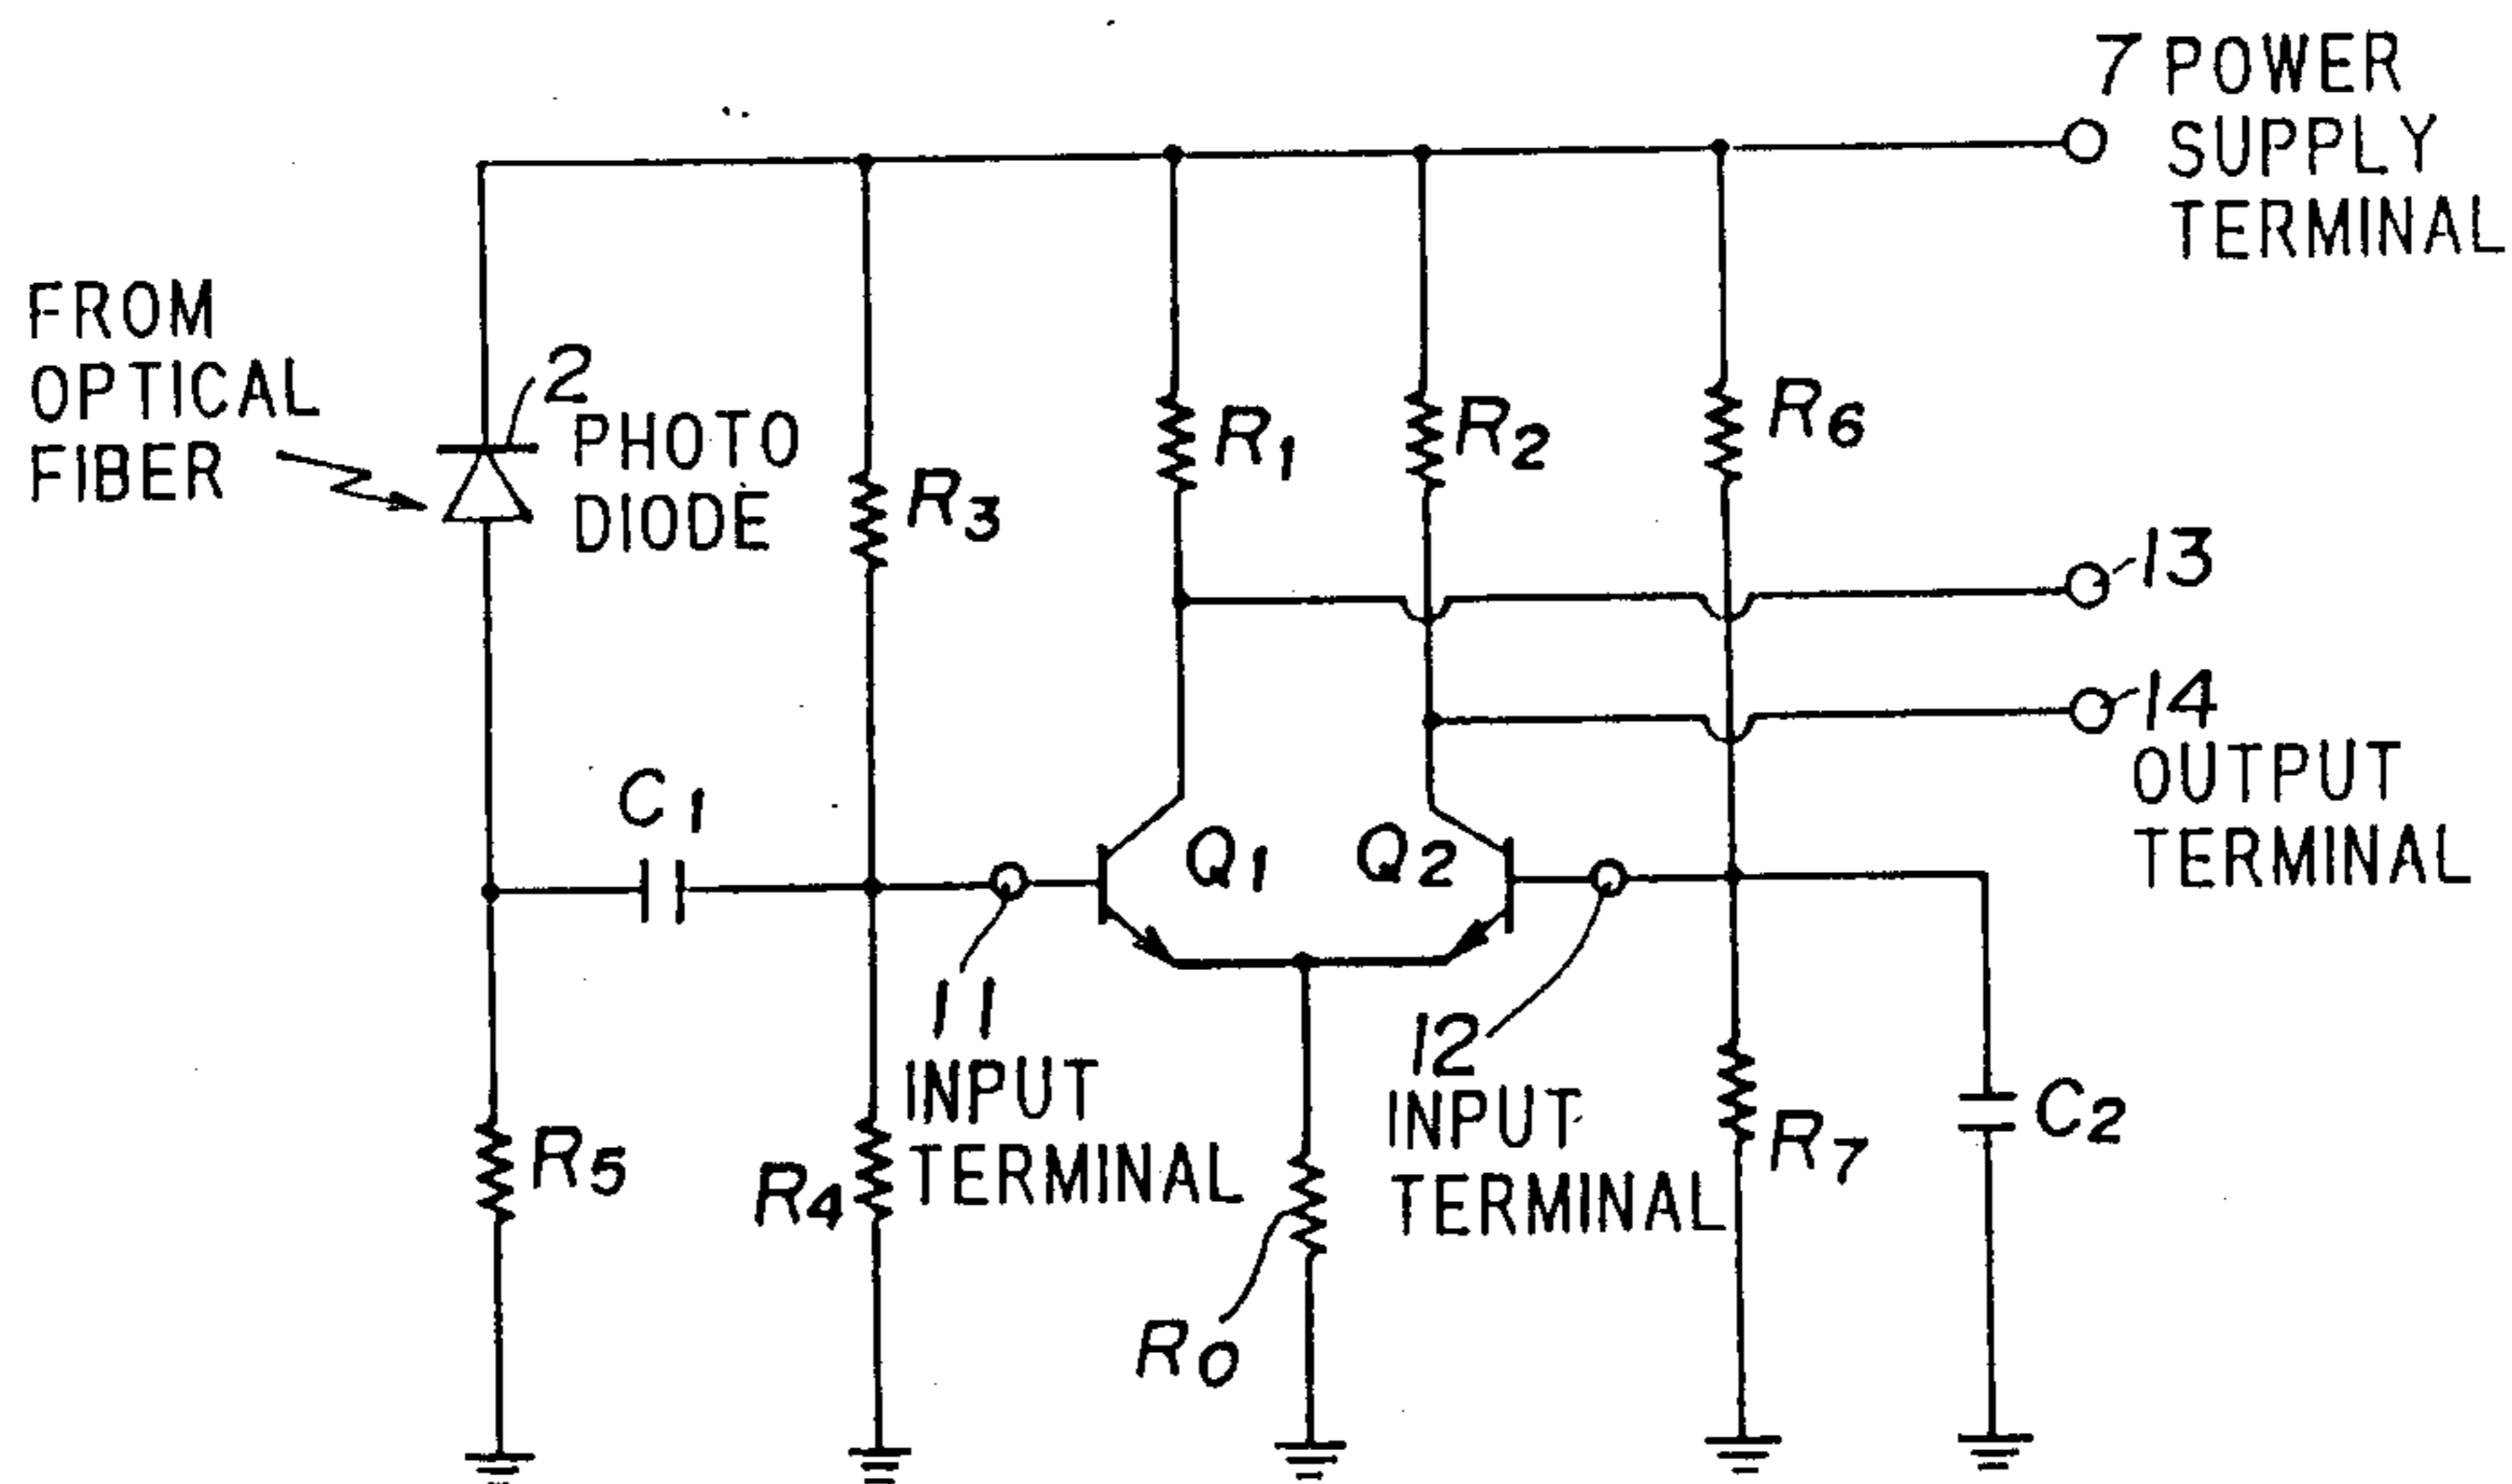 7 POWER
SUPPLY
TERMINAL
FROM
OPTICAL
FIBER
2
PHOTO
DIODE
R3
R1
R2
R6
13
14
OUTPUT
TERMINAL
C1
Q1
Q2
11
INPUT
TERMINAL
12
INPUT
TERMINAL
R5
R4
R0
R7
C2